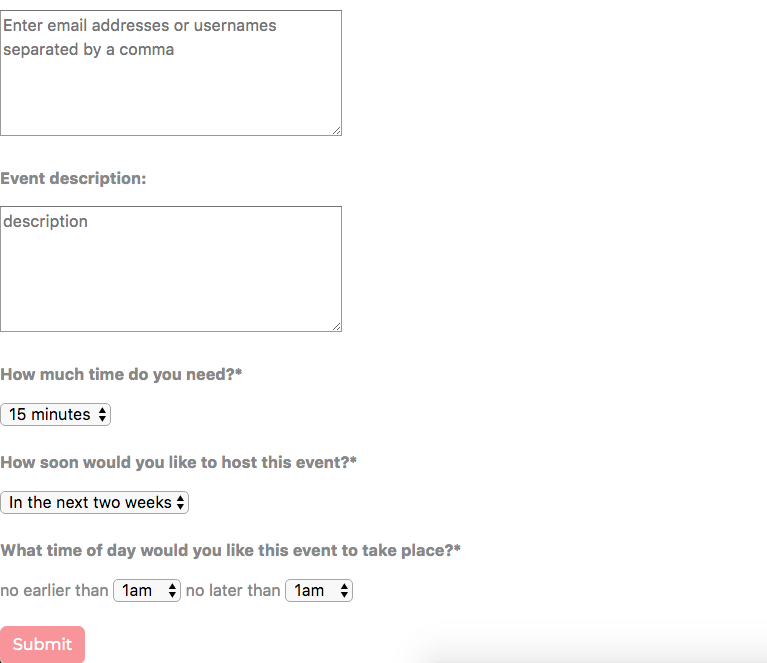 Enter email addresses or usernames
separated by a comma
Event description:
description
How much time do you need?*
15 minutes
How soon would you like to host this event?*
In the next two weeks
What time of day would you like this event to take place?*
no earlier than 1am no later than 1am
Submit